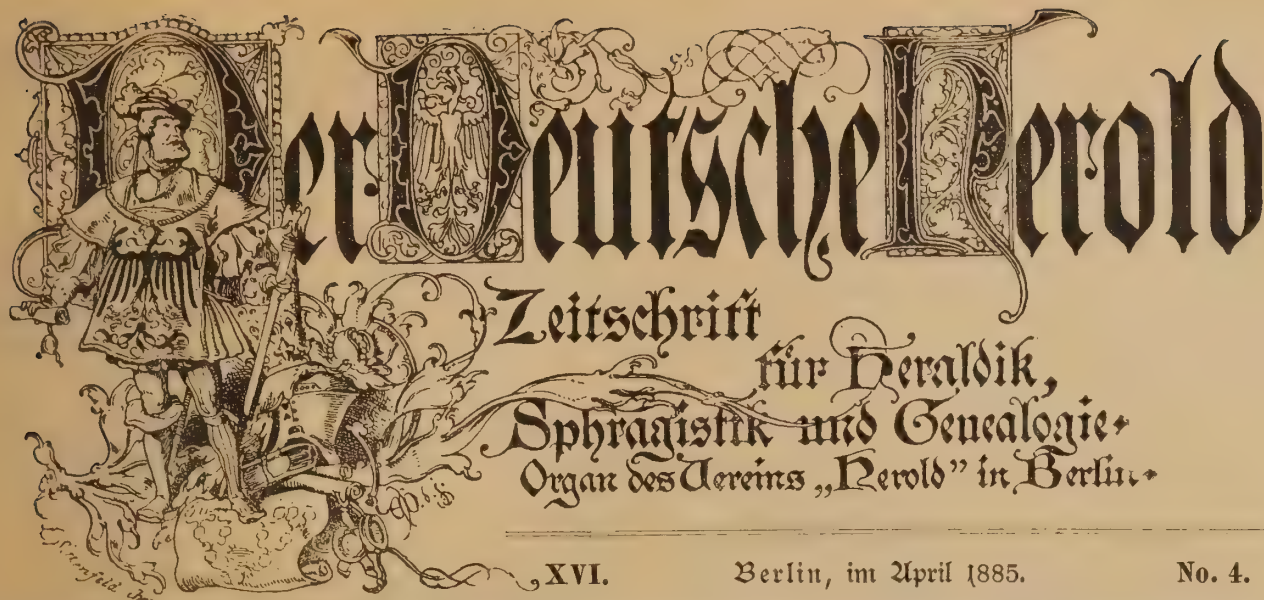 Der Deutsche Herold
Zeitschrift
für Heraldik,
Sphragistik und Genealogie.
Organ des Vereins „Herold” in Berlin.
XVI. Berlin, im April 1885. No. 4.